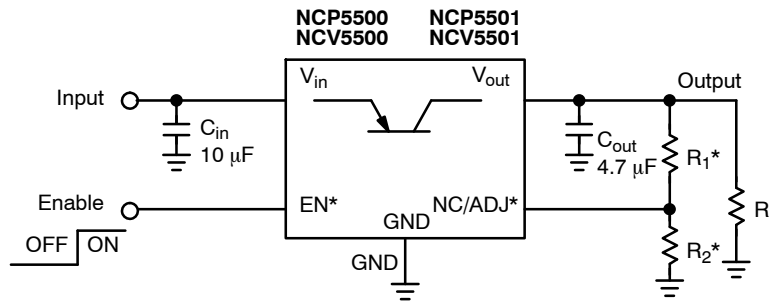 NCP5500 NCP5501
NCV5500 NCV5501
Vin Vout
Input Output
Cin
10 μF
Cout
4.7 μF
R1*
Enable
EN* NC/ADJ*
R
OFF ON
GND
GND
R2*